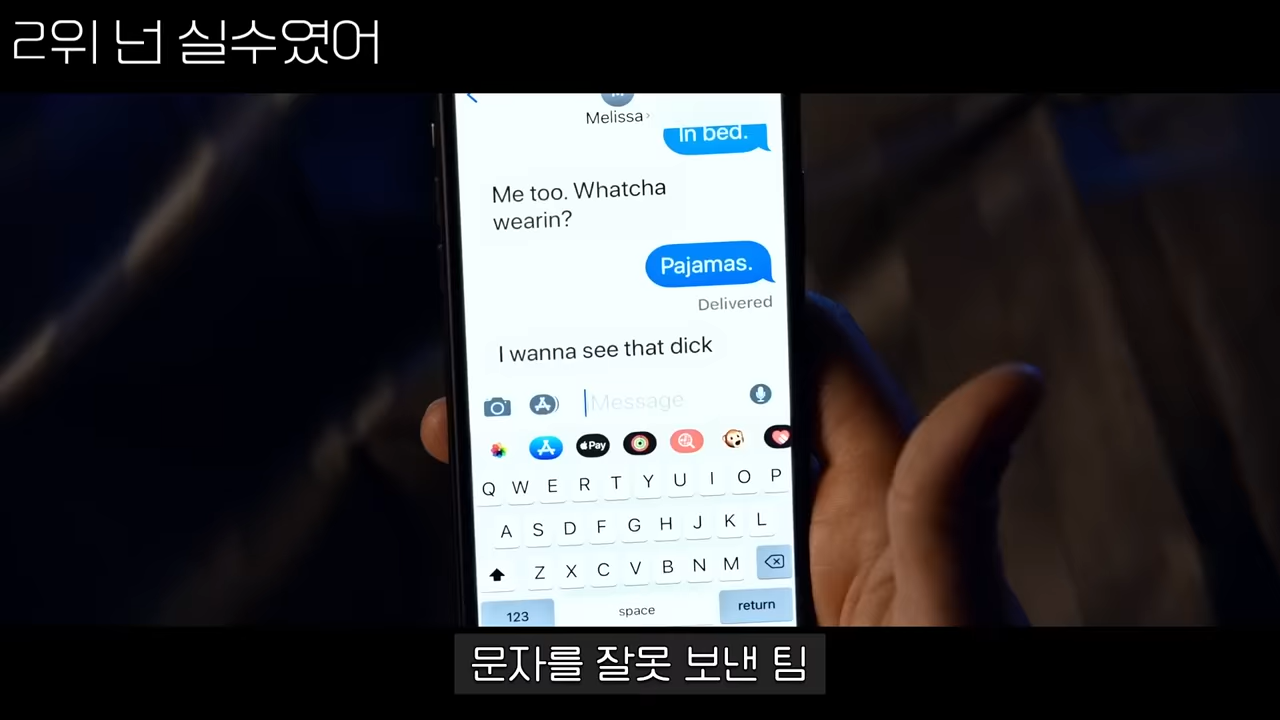 2위 넌 실수였어
Melissa
In bed.
Me too. Whatcha
wearin?
Pajamas.
Delivered
I wanna see that dick
Message
Pay
Q W E R T Y U I O P
A S D F G H J K L
Z X C V B N M
123 space return
문자를 잘못 보낸 팀